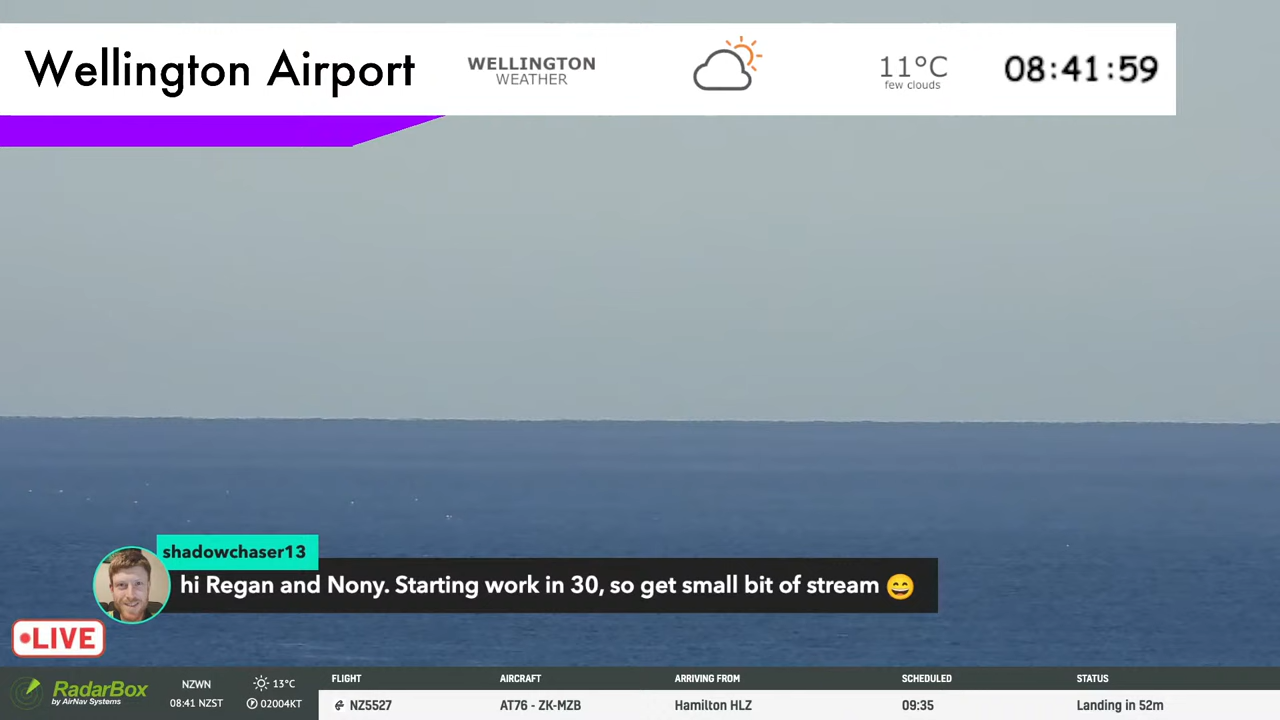 Wellington Airport
WELLINGTON
WEATHER
11°C
few clouds
08:41:59
shadowchaser13
hi Regan and Nony. Starting work in 30, so get small bit of stream 😄
LIVE
RadarBox
by AirNav Systems
NZWN
08:41 NZST
13°C
02004KT
FLIGHT AIRCRAFT ARRIVING FROM SCHEDULED STATUS
NZ5527 AT76 - ZK-MZB Hamilton HLZ 09:35 Landing in 52m